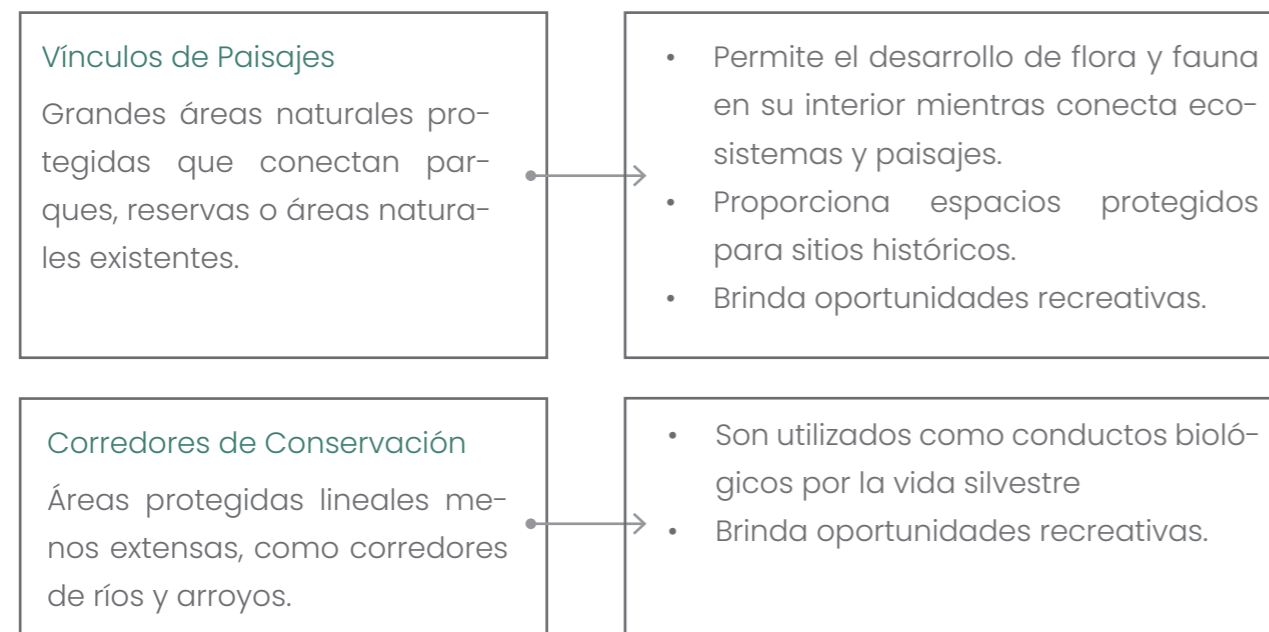 Vínculos de Paisajes
Grandes áreas naturales pro-
tegidas que conectan par-
ques, reservas o áreas natura-
les existentes.
• Permite el desarrollo de flora y fauna
en su interior mientras conecta eco-
sistemas y paisajes.
• Proporciona espacios protegidos
para sitios históricos.
• Brinda oportunidades recreativas.
Corredores de Conservación
Áreas protegidas lineales me-
nos extensas, como corredores
de ríos y arroyos.
• Son utilizados como conductos bioló-
gicos por la vida silvestre
• Brinda oportunidades recreativas.